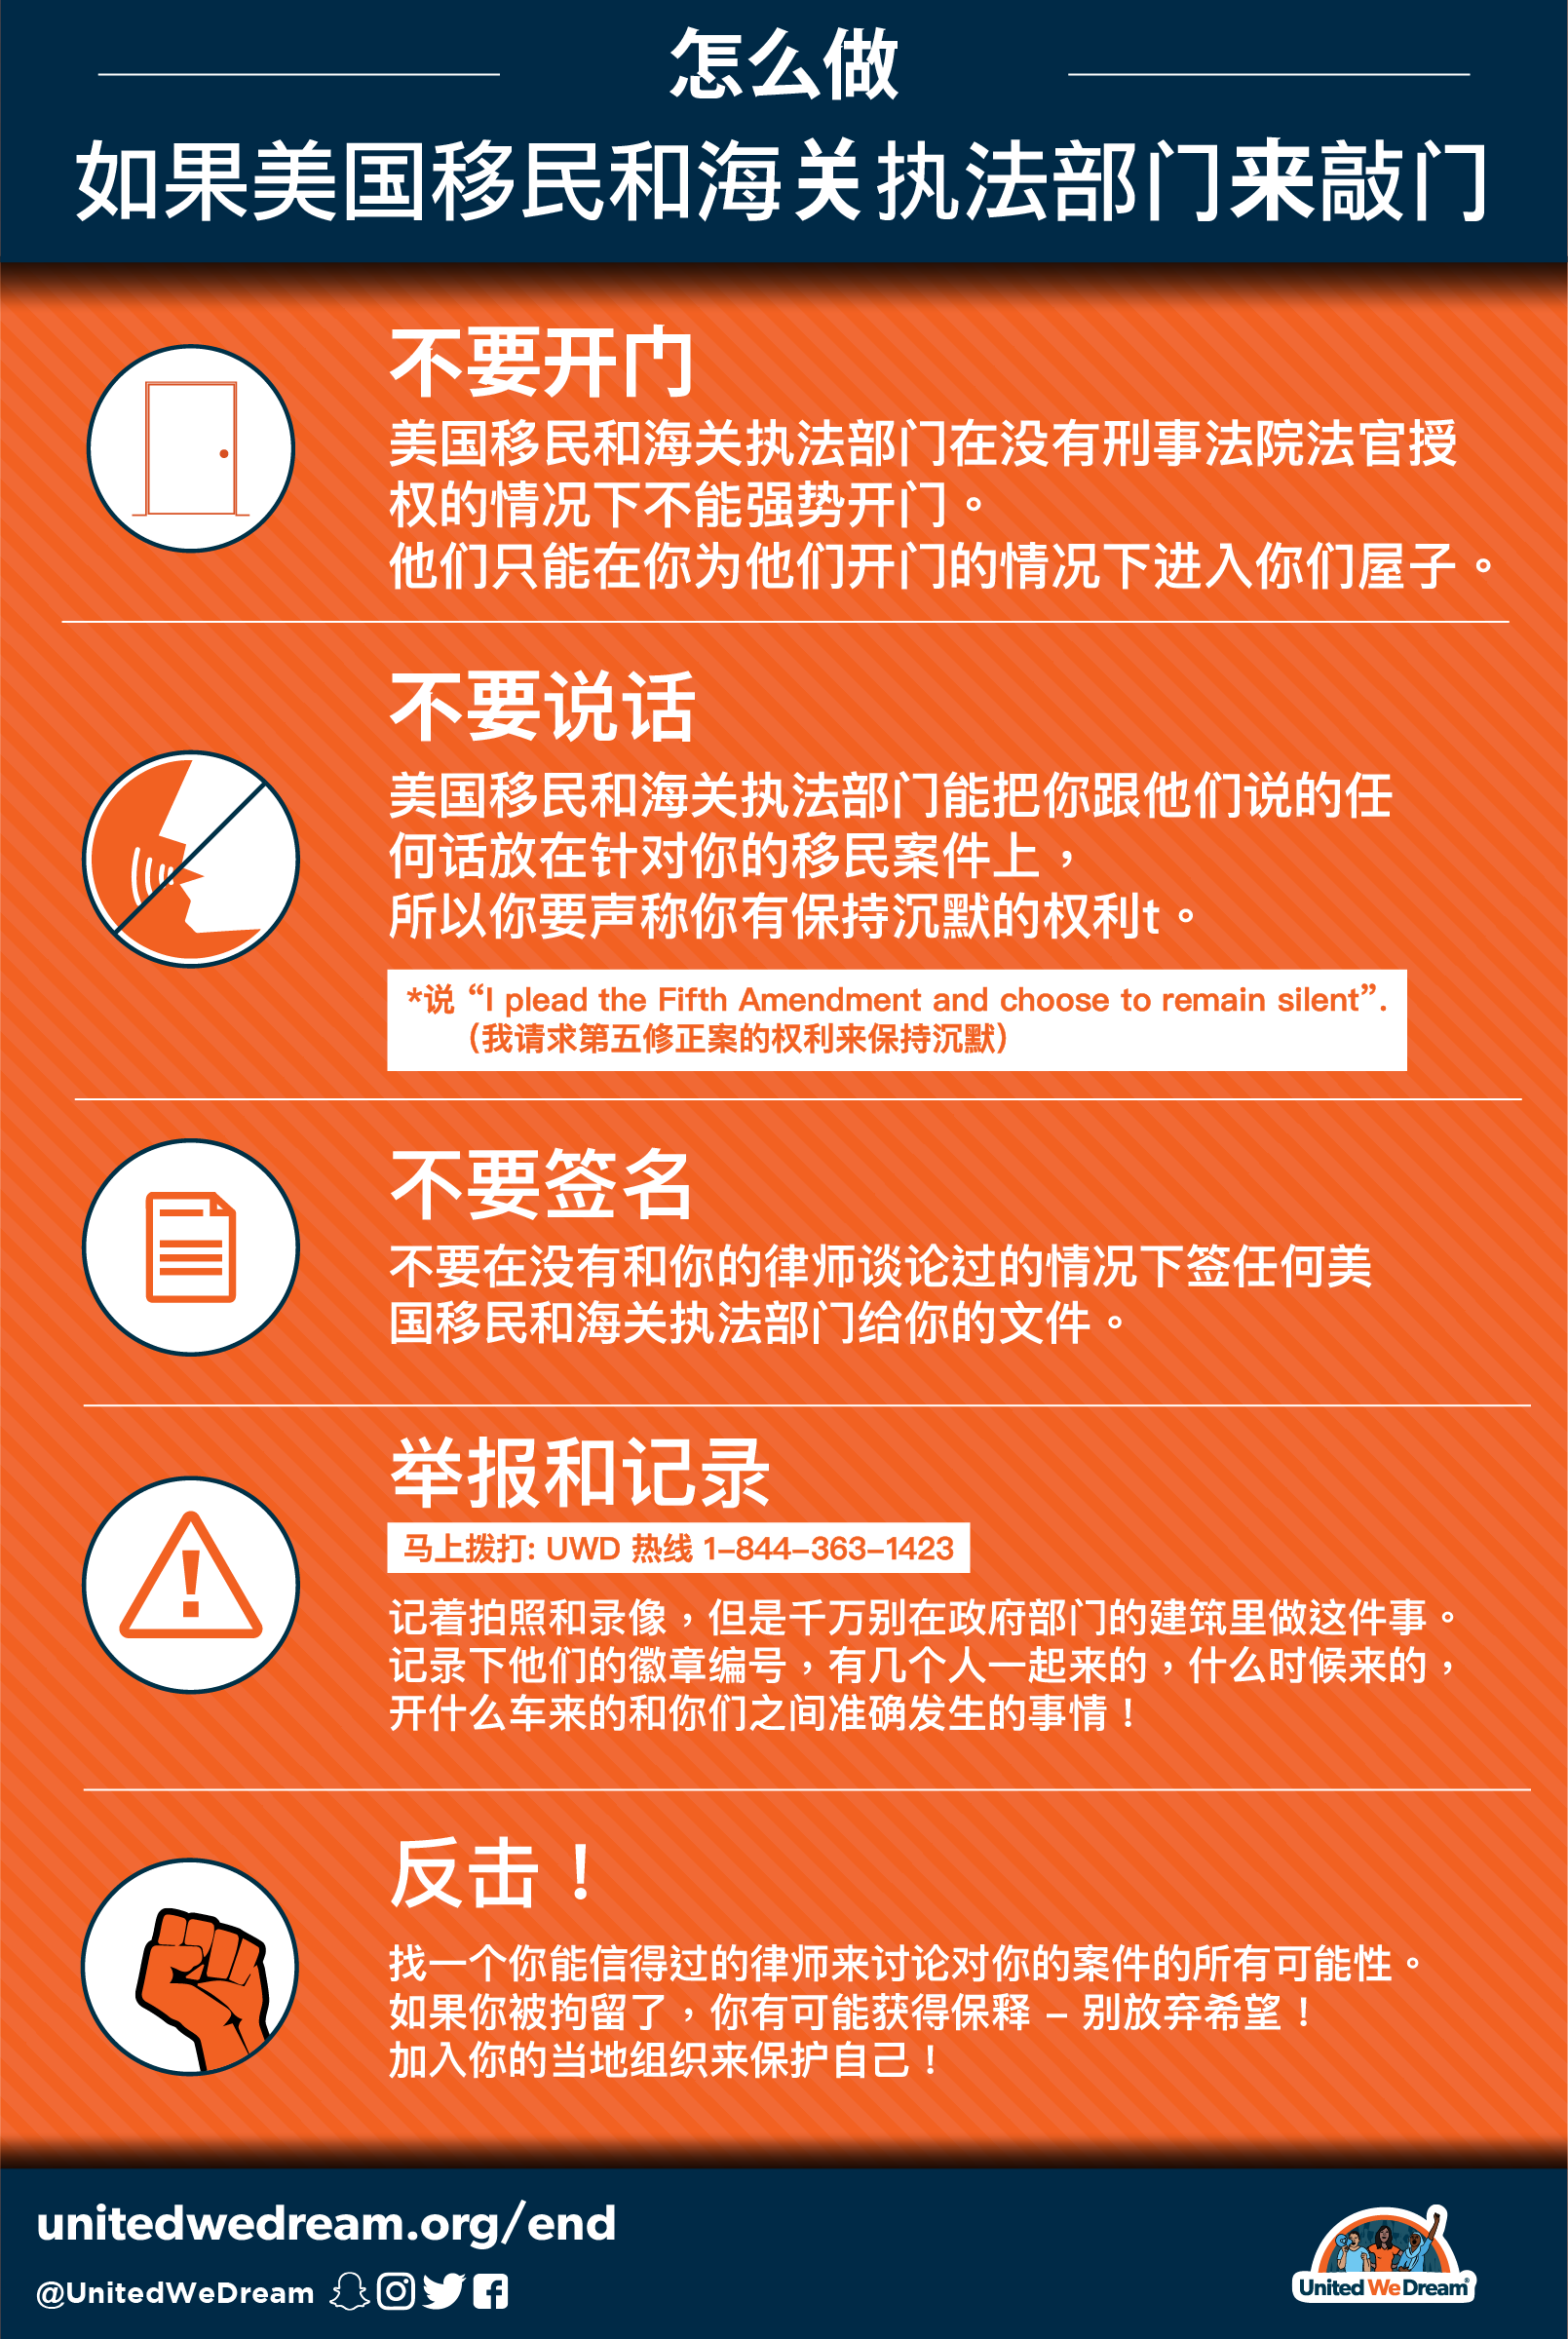 怎么做
如果美国移民和海关执法部门来敲门
不要开门
美国移民和海关执法部门在没有刑事法院法官授
权的情况下不能强势开门。
他们只能在你为他们开门的情况下进入你们屋子。
不要说话
美国移民和海关执法部门能把你跟他们说的任
何话放在针对你的移民案件上，
所以你要声称你有保持沉默的权利t。
*说 “I plead the Fifth Amendment and choose to remain silent”.
（我请求第五修正案的权利来保持沉默）
不要签名
不要在没有和你的律师谈论过的情况下签任何美
国移民和海关执法部门给你的文件。
举报和记录
马上拨打: UWD 热线 1-844-363-1423
记着拍照和录像，但是千万别在政府部门的建筑里做这件事。
记录下他们的徽章编号，有几个人一起来的，什么时候来的，
开什么车来的和你们之间准确发生的事情！
反击！
找一个你能信得过的律师来讨论对你的案件的所有可能性。
如果你被拘留了，你有可能获得保释 – 别放弃希望！
加入你的当地组织来保护自己！
unitedwedream.org/end
@UnitedWeDream
United We Dream®